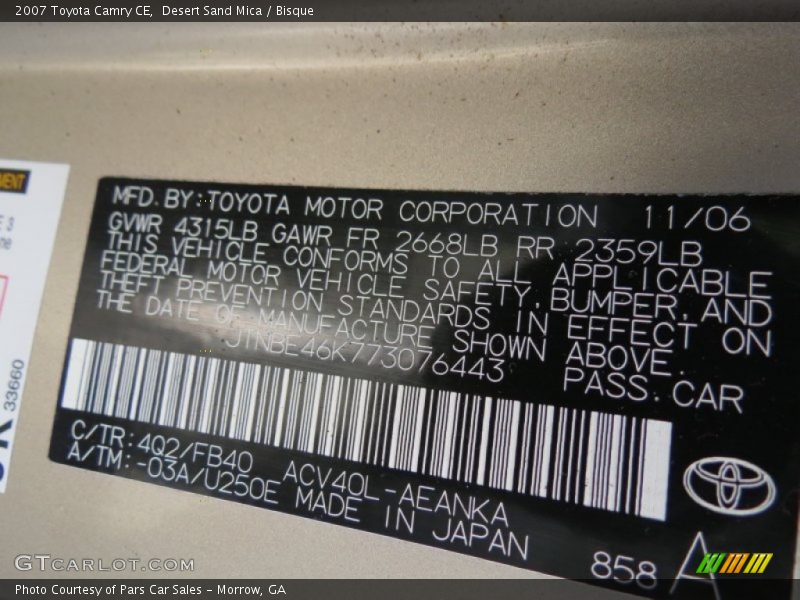 2007 Toyota Camry CE,  Desert Sand Mica / Bisque
MENT
33660
MFD.BY:TOYOTA MOTOR CORPORATION 11/06
GVWR 4315LB GAWR FR 2668LB RR 2359LB
THIS VEHICLE CONFORMS TO ALL APPLICABLE
FEDERAL MOTOR VEHICLE SAFETY,BUMPER,AND
THEFT PREVENTION STANDARDS IN EFFECT ON
THE DATE OF MANUFACTURE SHOWN ABOVE.
JTNBE46K773076443 PASS.CAR
C/TR:4Q2/FB40 ACV40L-AEANKA
A/TM:-03A/U250E MADE IN JAPAN
858 A
GTCARLOT.COM
Photo Courtesy of Pars Car Sales - Morrow, GA